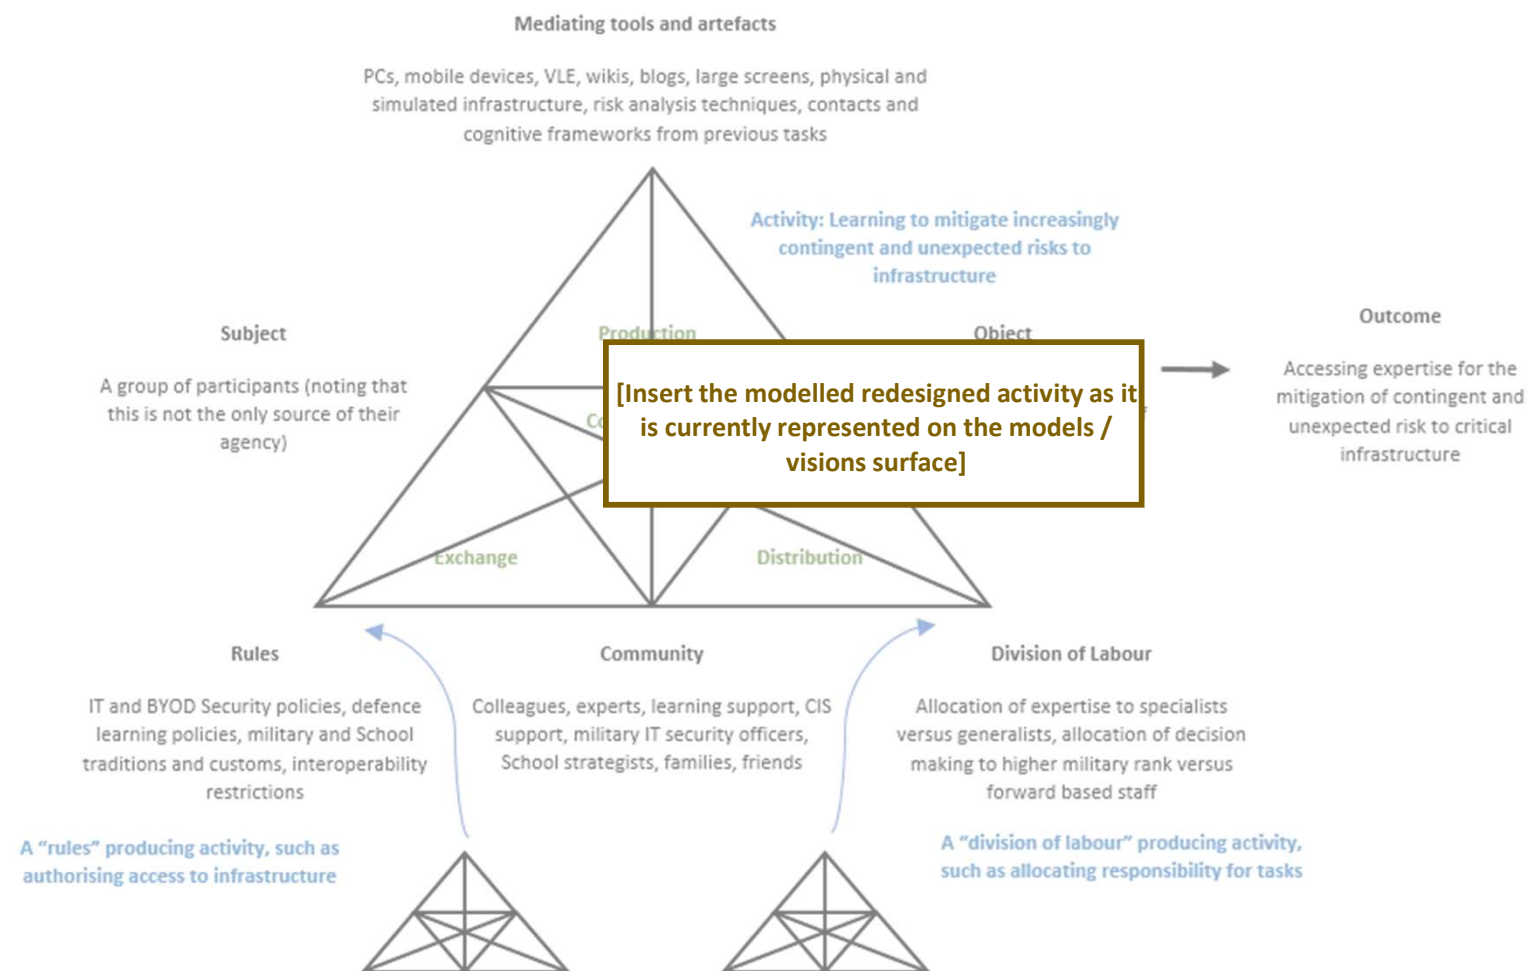 Mediating tools and artefacts
PCs, mobile devices, VLE, wikis, blogs, large screens, physical and
simulated infrastructure, risk analysis techniques, contacts and
cognitive frameworks from previous tasks
Activity: Learning to mitigate increasingly
contingent and unexpected risks to
infrastructure
Subject
A group of participants (noting that
this is not the only source of their
agency)
Production
Object
[Insert the modelled redesigned activity as it
is currently represented on the models /
visions surface]
Outcome
Accessing expertise for the
mitigation of contingent and
unexpected risk to critical
infrastructure
Exchange
Distribution
Rules
IT and BYOD Security policies, defence
learning policies, military and School
traditions and customs, interoperability
restrictions
Community
Colleagues, experts, learning support, CIS
support, military IT security officers,
School strategists, families, friends
Division of Labour
Allocation of expertise to specialists
versus generalists, allocation of decision
making to higher military rank versus
forward based staff
A “rules” producing activity, such as
authorising access to infrastructure
A “division of labour” producing activity,
such as allocating responsibility for tasks